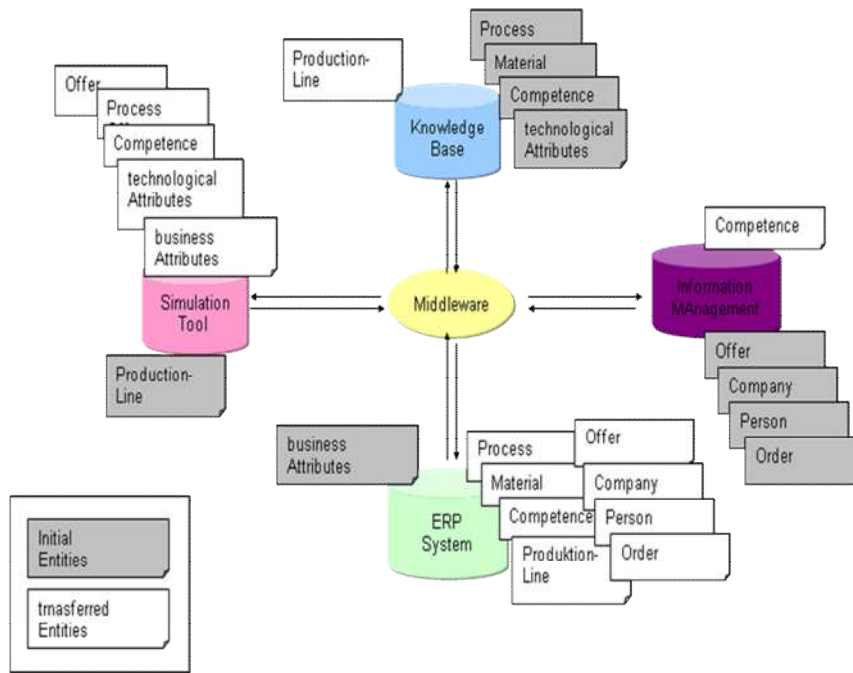 Process
Production-
Line
Material
Offer
Competence
Process
Knowledge
Base
technological
Attributes
Competence
technological
Attributes
Competence
business
Attributes
Simulation
Tool
Middleware
Information
MAnagement
Offer
Production-
Line
Company
Person
Order
business
Attributes
Process
Offer
Material
Company
Competence
Person
ERP
System
Produktion-
Line
Order
Initial
Entities
trnasferred
Entities